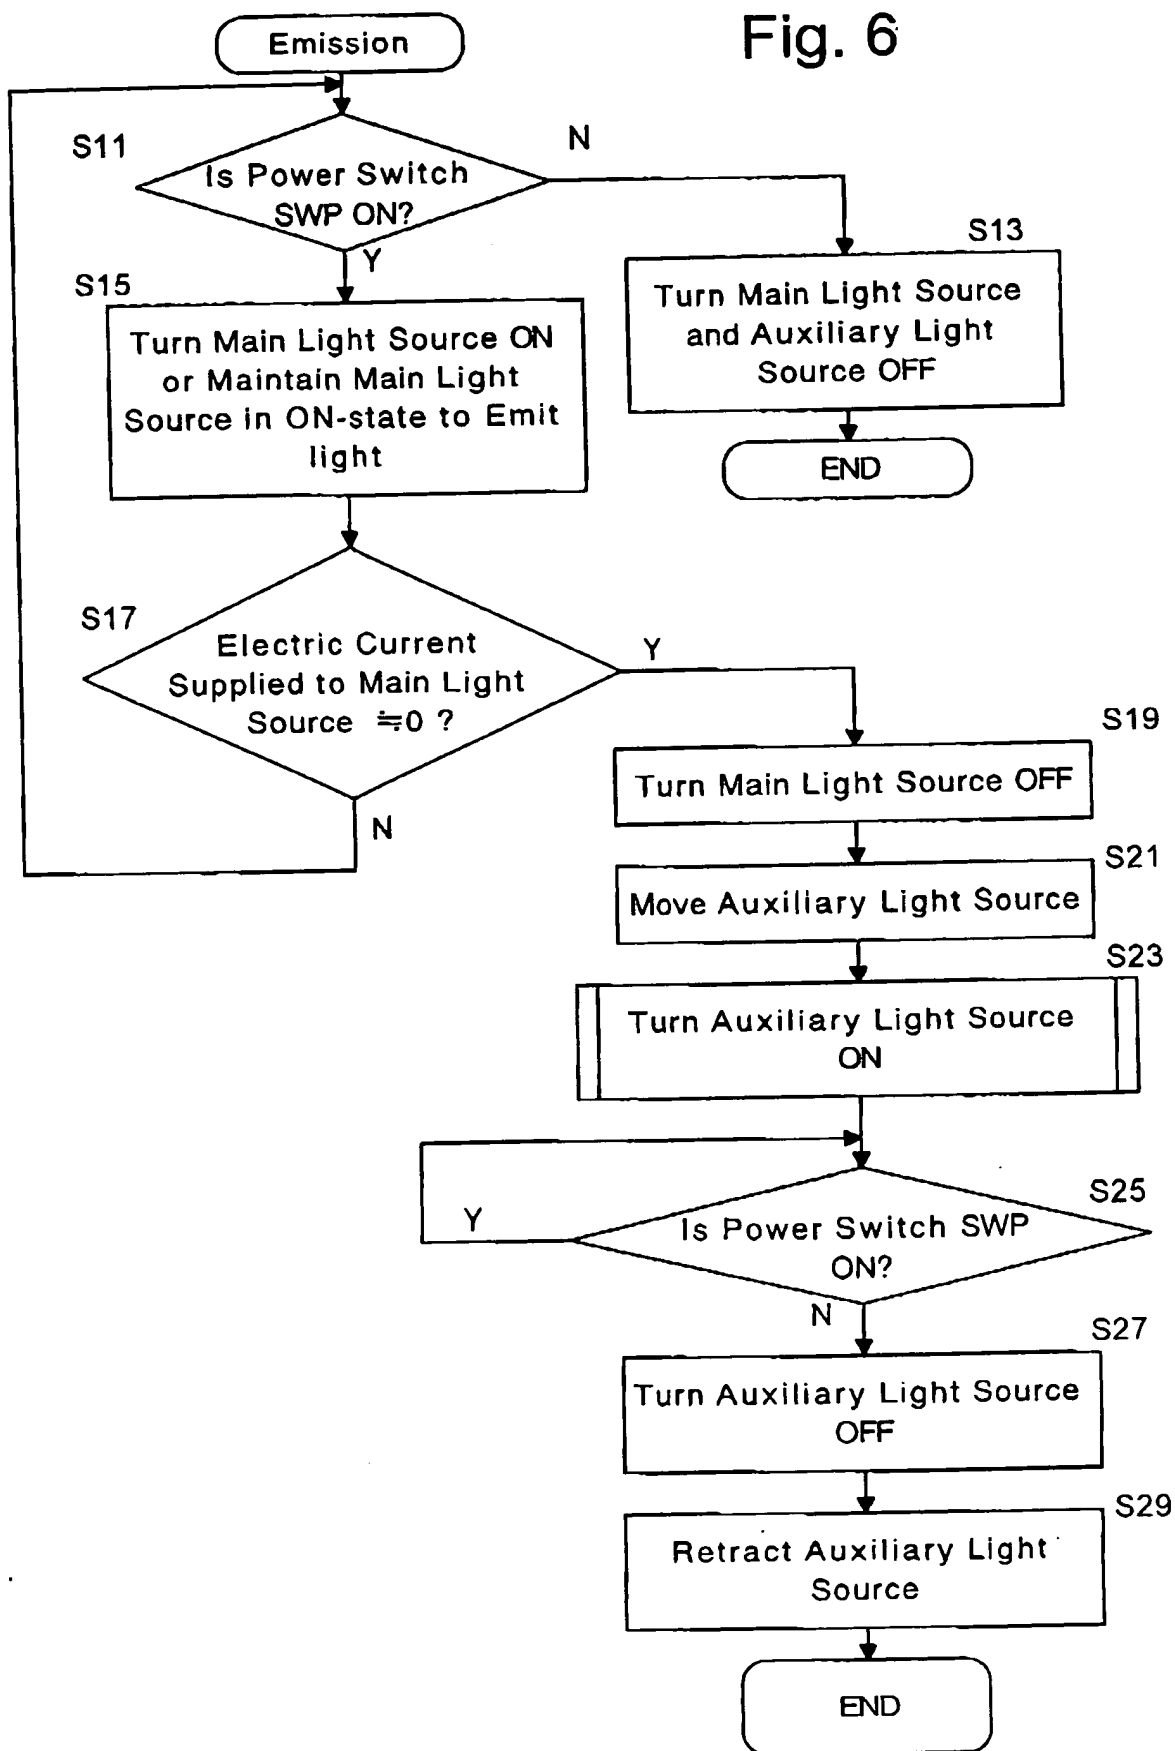 Fig. 6
Emission
S11
Is Power Switch
SWP ON?
N
Y
S13
Turn Main Light Source
and Auxiliary Light
Source OFF
END
S15
Turn Main Light Source ON
or Maintain Main Light
Source in ON-state to Emit
light
S17
Electric Current
Supplied to Main Light
Source ≒0 ?
Y
N
S19
Turn Main Light Source OFF
S21
Move Auxiliary Light Source
S23
Turn Auxiliary Light Source
ON
S25
Is Power Switch SWP
ON?
Y
N
S27
Turn Auxiliary Light Source
OFF
S29
Retract Auxiliary Light
Source
END